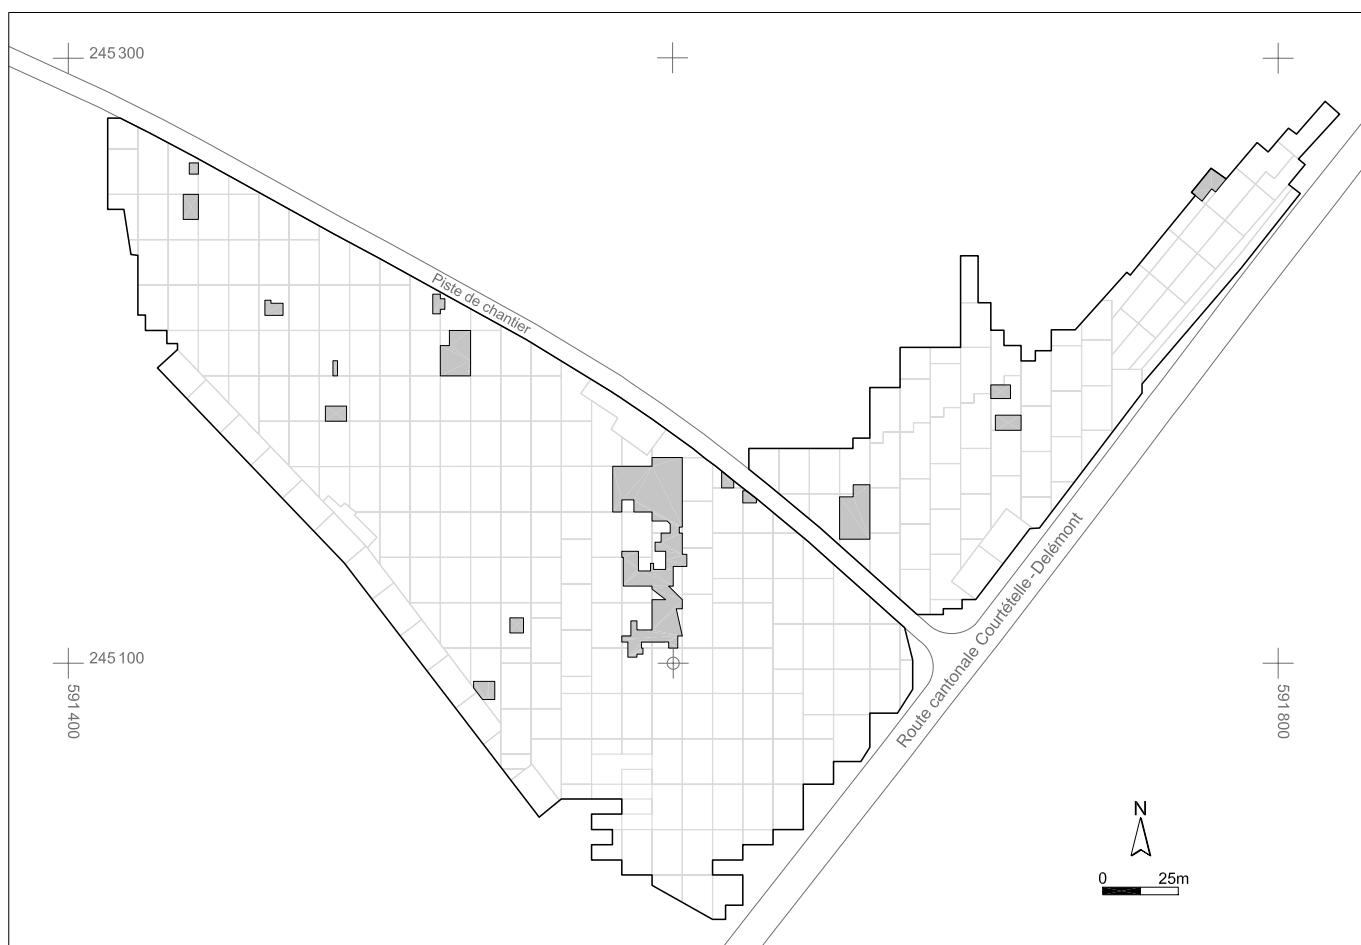 245 300
Piste de chantier
245 100
591 400
591 800
Route cantonale Courtételle - Delémont
N
0
25m